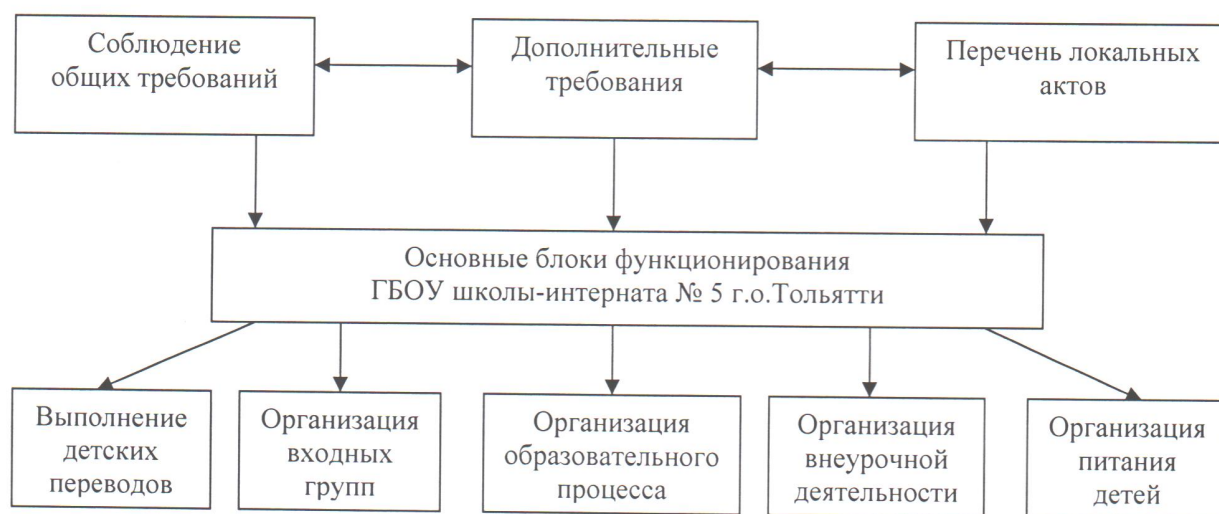 Соблюдение
общих требований
Дополнительные
требования
Перечень локальных
актов
Основные блоки функционирования
ГБОУ школы-интерната № 5 г.о.Тольятти
Выполнение
детских
переводов
Организация
входных
групп
Организация
образовательного
процесса
Организация
внеурочной
деятельности
Организация
питания
детей